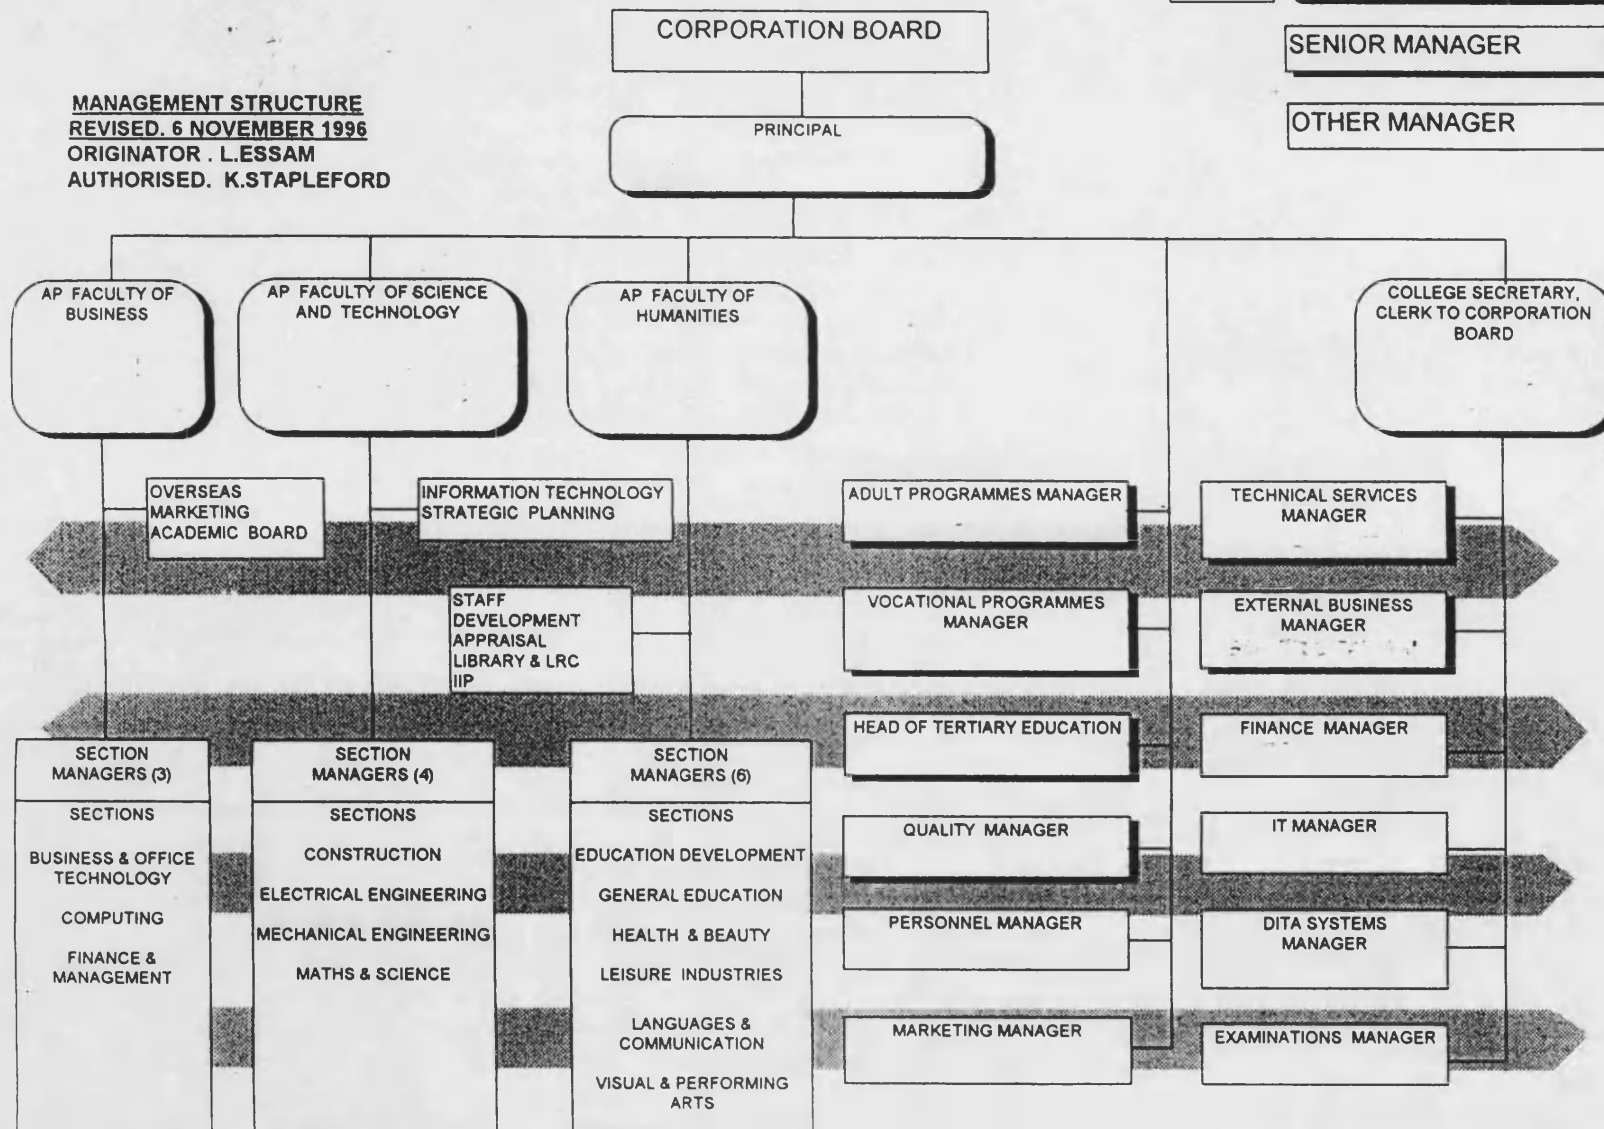 CORPORATION BOARD
SENIOR MANAGER
OTHER MANAGER
MANAGEMENT STRUCTURE
REVISED. 6 NOVEMBER 1996
ORIGINATOR . L.ESSAM
AUTHORISED. K.STAPLEFORD
PRINCIPAL
AP FACULTY OF
BUSINESS
AP FACULTY OF SCIENCE
AND TECHNOLOGY
AP FACULTY OF
HUMANITIES
COLLEGE SECRETARY,
CLERK TO CORPORATION
BOARD
OVERSEAS
MARKETING
ACADEMIC BOARD
INFORMATION TECHNOLOGY
STRATEGIC PLANNING
STAFF
DEVELOPMENT
APPRAISAL
LIBRARY & LRC
IIP
ADULT PROGRAMMES MANAGER
TECHNICAL SERVICES
MANAGER
VOCATIONAL PROGRAMMES
MANAGER
EXTERNAL BUSINESS
MANAGER
HEAD OF TERTIARY EDUCATION
FINANCE MANAGER
QUALITY MANAGER
IT MANAGER
PERSONNEL MANAGER
DITA SYSTEMS
MANAGER
MARKETING MANAGER
EXAMINATIONS MANAGER
SECTION
MANAGERS (3)
SECTIONS
BUSINESS & OFFICE
TECHNOLOGY
COMPUTING
FINANCE &
MANAGEMENT
SECTION
MANAGERS (4)
SECTIONS
CONSTRUCTION
ELECTRICAL ENGINEERING
MECHANICAL ENGINEERING
MATHS & SCIENCE
SECTION
MANAGERS (6)
SECTIONS
EDUCATION DEVELOPMENT
GENERAL EDUCATION
HEALTH & BEAUTY
LEISURE INDUSTRIES
LANGUAGES &
COMMUNICATION
VISUAL & PERFORMING
ARTS